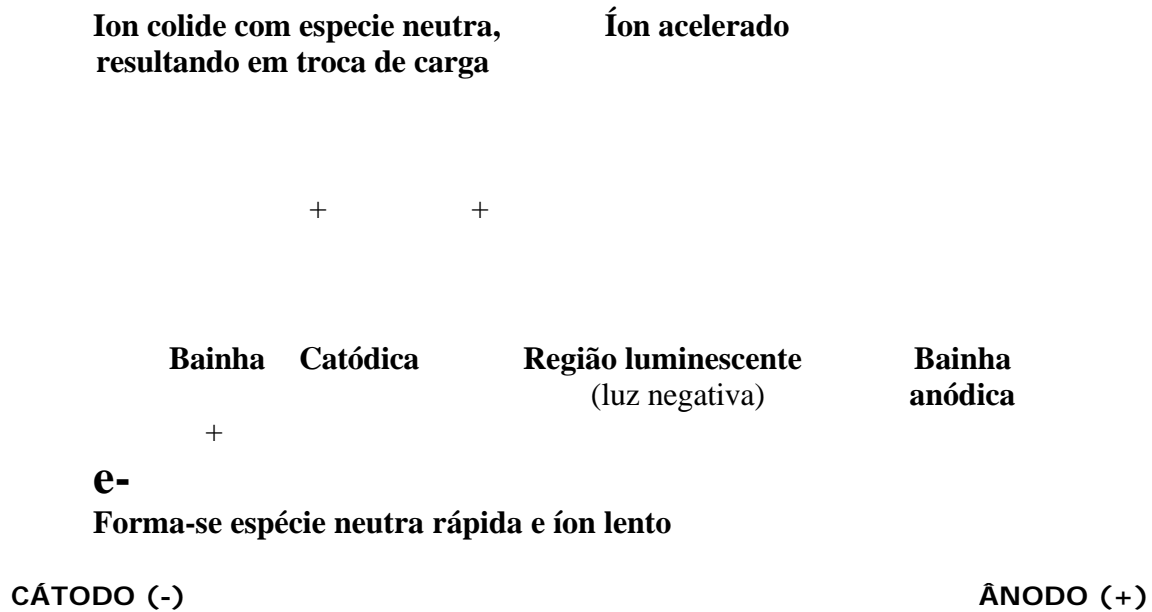 Ion colide com especie neutra, Íon acelerado
resultando em troca de carga
+ +
Bainha Catódica Região luminescente Bainha
(luz negativa) anódica
+
e-
Forma-se espécie neutra rápida e íon lento
CÁTODO (-) ÂNODO (+)